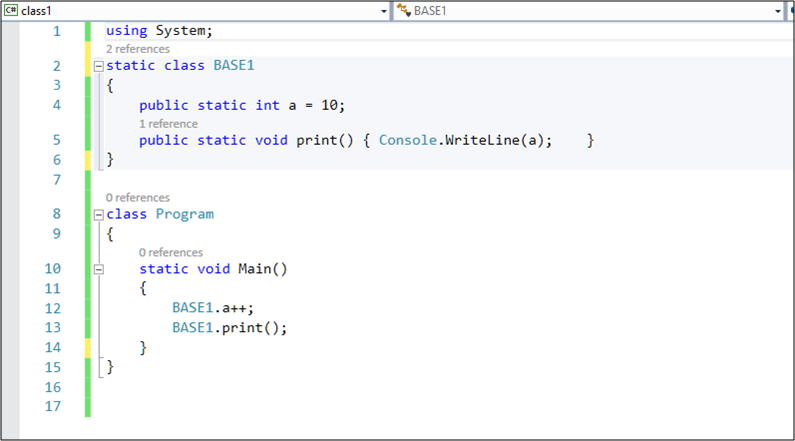 C# class1 BASE1
1 using System;
2 references
2 static class BASE1
3 {
4 public static int a = 10;
1 reference
5 public static void print() { Console.WriteLine(a); }
6 }
7
0 references
8 class Program
9 {
0 references
10 static void Main()
11 {
12 BASE1.a++;
13 BASE1.print();
14 }
15 }
16
17